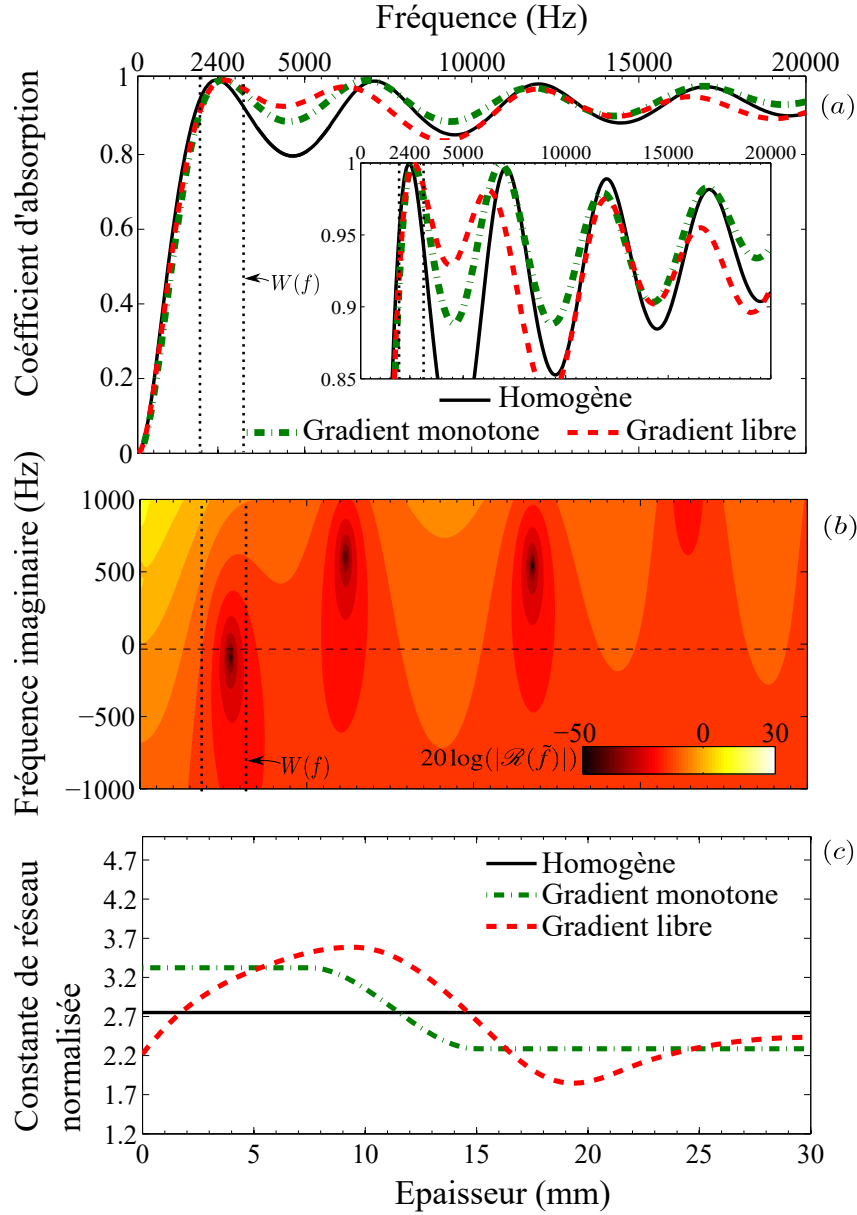 Fréquence (Hz)
0 2400 5000 10000 15000 20000
(a)
Coéfficient d'absorption
1
0.8
0.6
0.4
0.2
0
W(f)
0 2400 5000 10000 15000 20000
1
0.95
0.9
0.85
Homogène
Gradient monotone
Gradient libre
(b)
Fréquence imaginaire (Hz)
1000
500
0
−500
−1000
W(f)
−50 0 30
20 log(|ℛ(f̃)|)
(c)
Constante de réseau
normalisée
4.7
4.2
3.7
3.2
2.7
2.2
1.7
1.2
Homogène
Gradient monotone
Gradient libre
0 5 10 15 20 25 30
Epaisseur (mm)